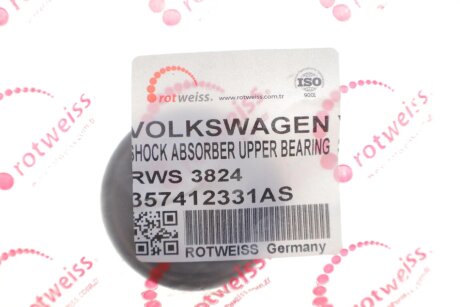 rotweiss.
www.rotweiss.com.tr
ISO
9001
VOLKSWAGEN
SHOCK ABSORBER UPPER BEARING
RWS 3824
357412331AS
ROTWEISS Germany
rotweiss
rotweiss
rotweiss
rotweiss
rotweiss
rotweiss